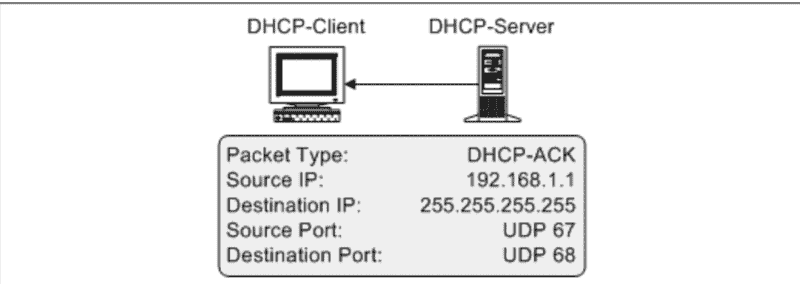 DHCP-Client DHCP-Server
Packet Type: DHCP-ACK
Source IP: 192.168.1.1
Destination IP: 255.255.255.255
Source Port: UDP 67
Destination Port: UDP 68